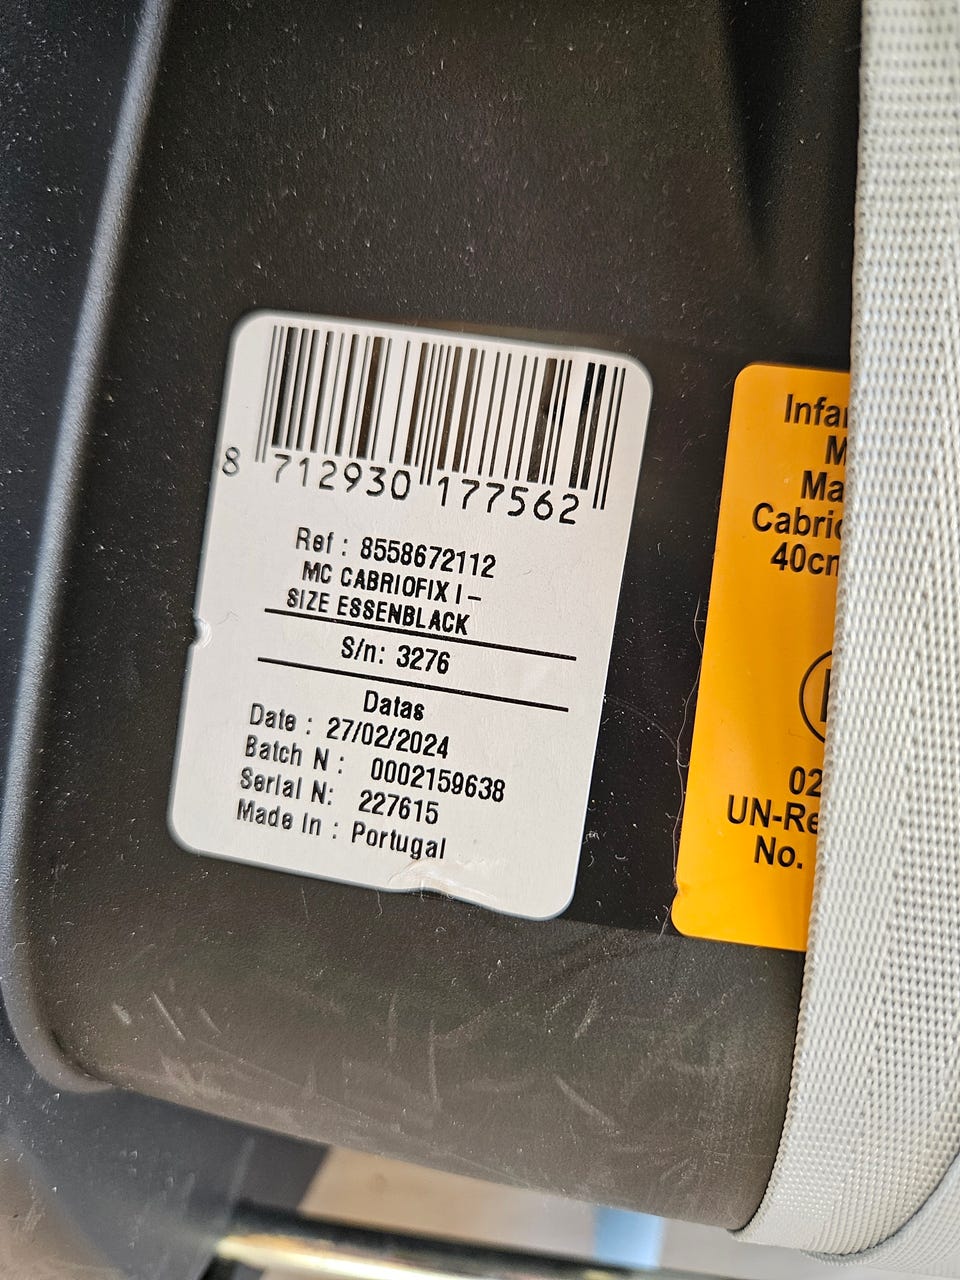 8 712930 177562
Ref : 8558672112
MC CABRIOFIX I -
SIZE ESSENBLACK
S/n: 3276
Datas
Date : 27/02/2024
Batch N : 0002159638
Serial N: 227615
Made In : Portugal
Infa
M
Ma
Cabrio
40cm
02
UN-Re
No.